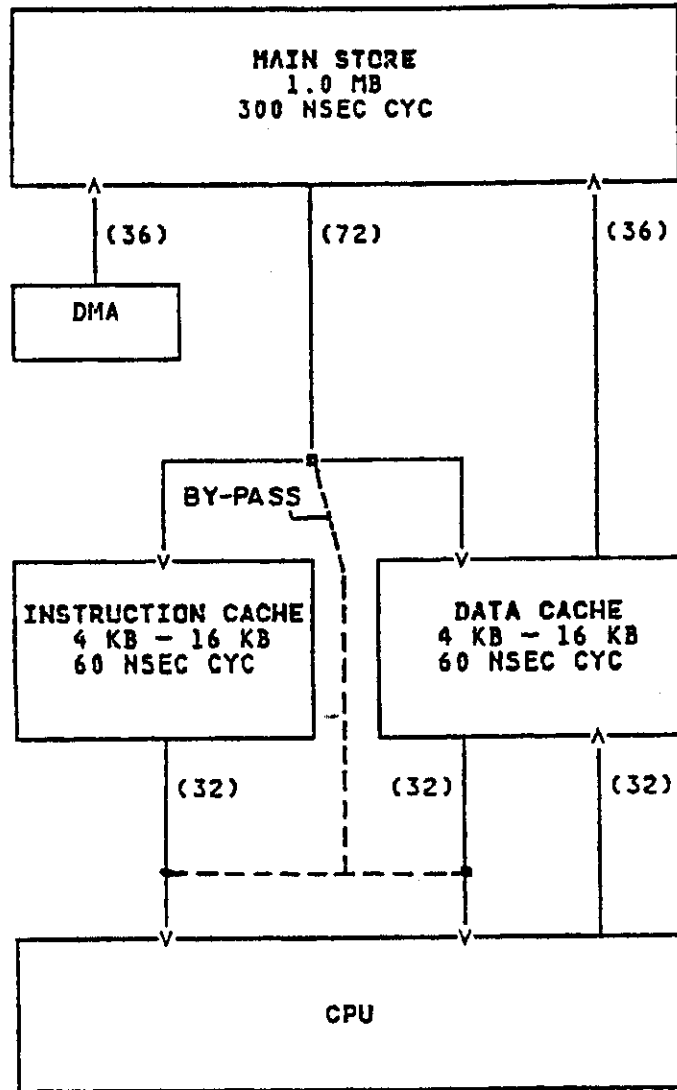 MAIN STORE
1.0 MB
300 NSEC CYC
(36)
(72)
(36)
DMA
BY-PASS
INSTRUCTION CACHE
4 KB - 16 KB
60 NSEC CYC
DATA CACHE
4 KB - 16 KB
60 NSEC CYC
(32)
(32)
(32)
CPU